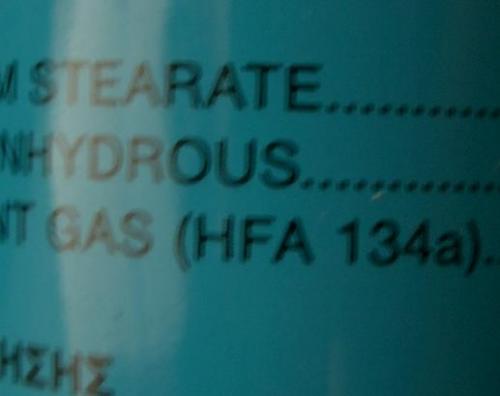 M STEARATE..............
NHYDROUS...............
NT GAS (HFA 134a)..
ΗΣΗΣ